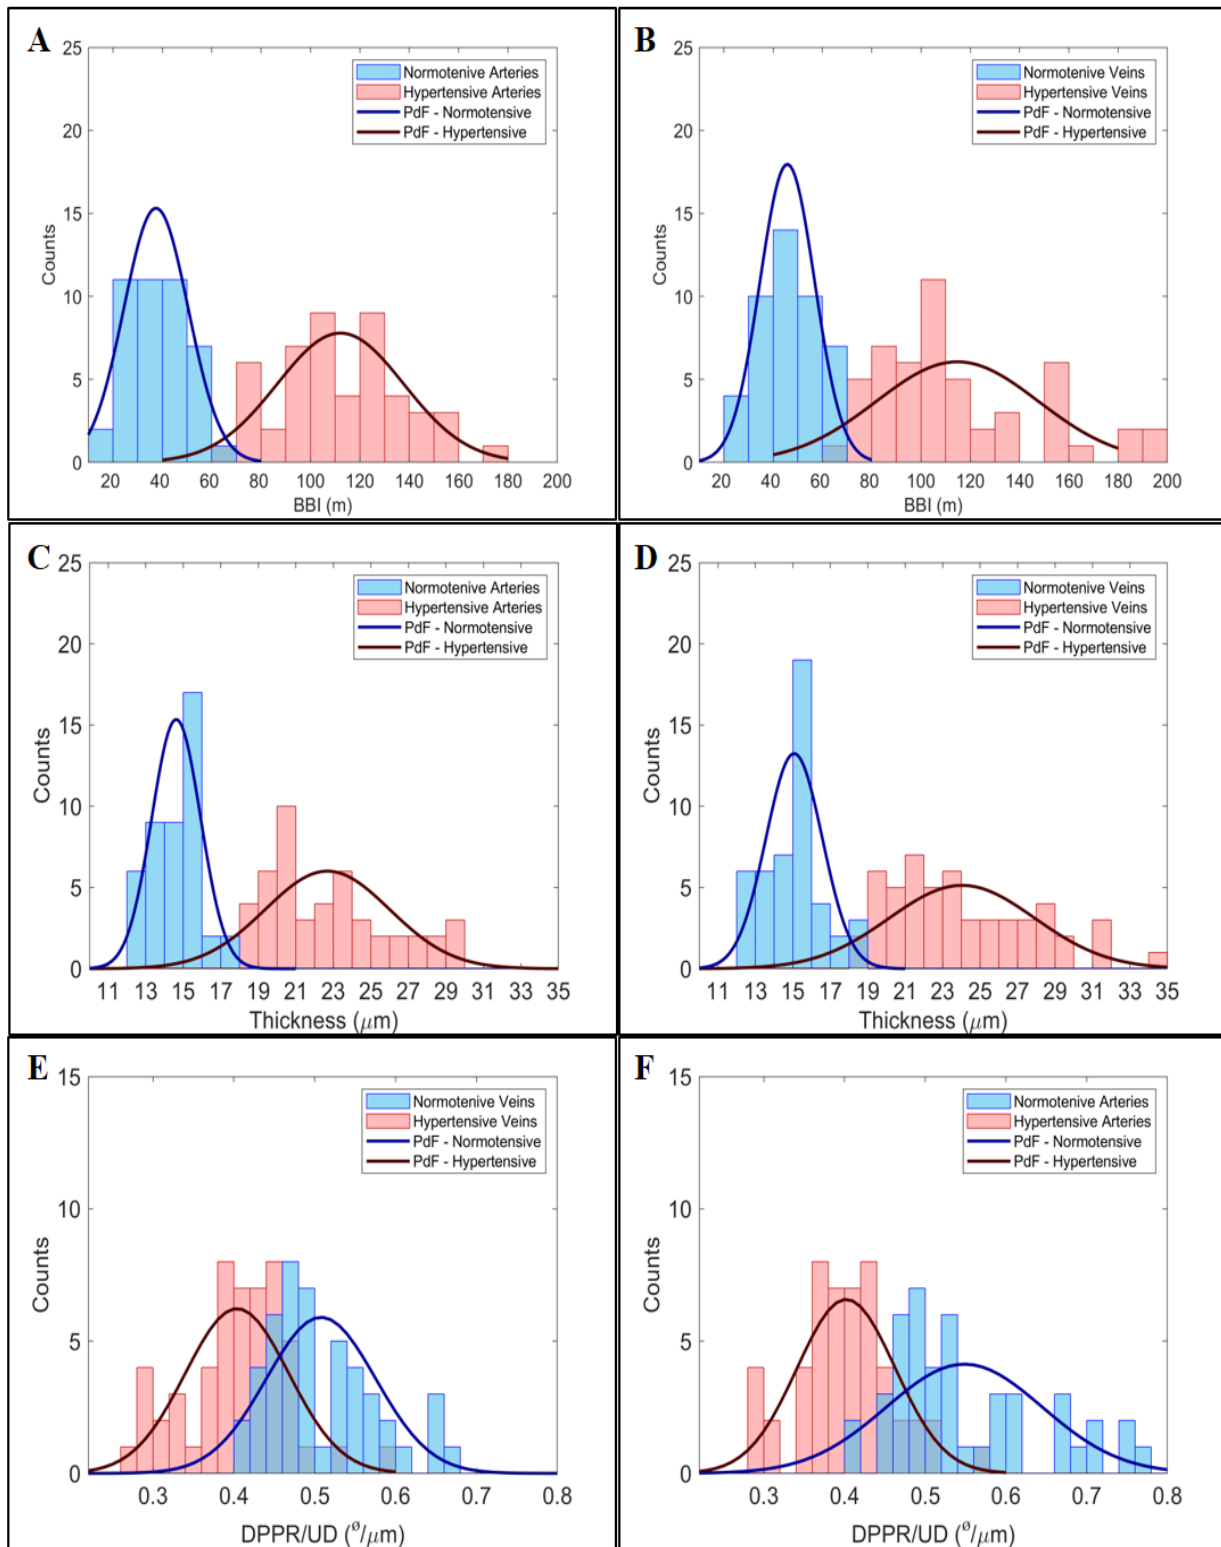 A
25
20
15
10
5
0
Counts
Normotenive Arteries
Hypertensive Arteries
PdF - Normotensive
PdF - Hypertensive
20 40 60 80 100 120 140 160 180 200
BBI (m)
B
25
20
15
10
5
0
Counts
Normotenive Veins
Hypertensive Veins
PdF - Normotensive
PdF - Hypertensive
20 40 60 80 100 120 140 160 180 200
BBI (m)
C
25
20
15
10
5
0
Counts
Normotenive Arteries
Hypertensive Arteries
PdF - Normotensive
PdF - Hypertensive
11 13 15 17 19 21 23 25 27 29 31 33 35
Thickness (μm)
D
25
20
15
10
5
0
Counts
Normotenive Veins
Hypertensive Veins
PdF - Normotensive
PdF - Hypertensive
11 13 15 17 19 21 23 25 27 29 31 33 35
Thickness (μm)
E
15
10
5
0
Counts
Normotenive Veins
Hypertensive Veins
PdF - Normotensive
PdF - Hypertensive
0.3 0.4 0.5 0.6 0.7 0.8
DPPR/UD (ø/μm)
F
15
10
5
0
Counts
Normotenive Arteries
Hypertensive Arteries
PdF - Normotensive
PdF - Hypertensive
0.3 0.4 0.5 0.6 0.7 0.8
DPPR/UD (ø/μm)